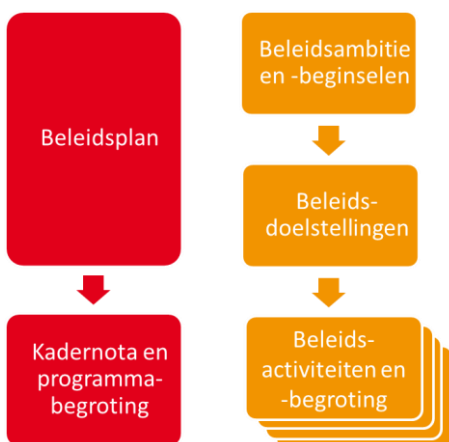 Beleidsplan
Kadernota en
programma-
begroting
Beleidsambitie
en -beginselen
Beleids-
doelstellingen
Beleids-
activiteiten en
-begroting